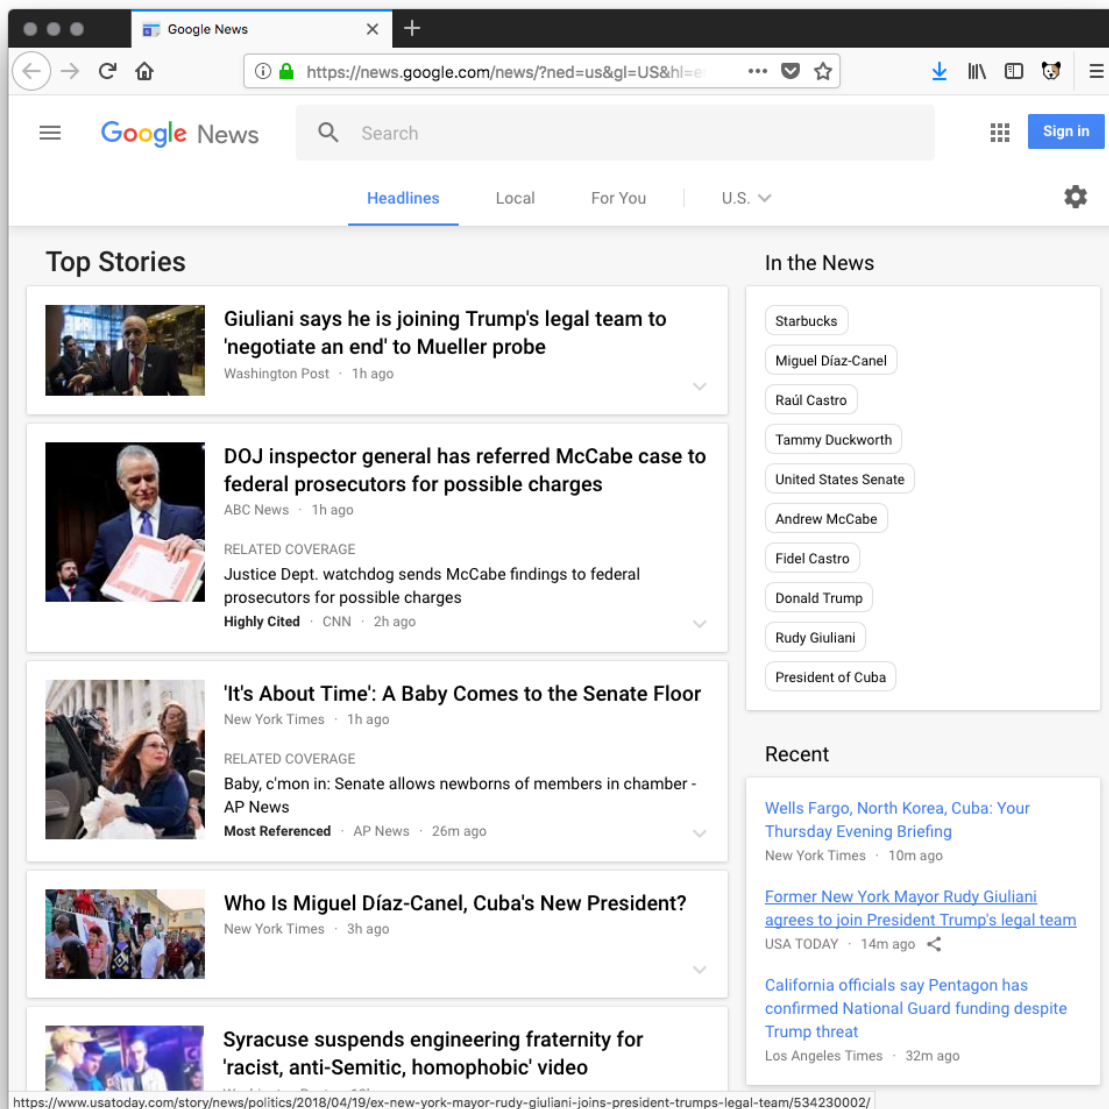 Google News
https://news.google.com/news/?ned=us&gl=US&hl=e
Google News
Search
Sign in
Headlines
Local
For You
U.S.
Top Stories
Giuliani says he is joining Trump's legal team to
'negotiate an end' to Mueller probe
Washington Post · 1h ago
DOJ inspector general has referred McCabe case to
federal prosecutors for possible charges
ABC News · 1h ago
RELATED COVERAGE
Justice Dept. watchdog sends McCabe findings to federal
prosecutors for possible charges
Highly Cited · CNN · 2h ago
'It's About Time': A Baby Comes to the Senate Floor
New York Times · 1h ago
RELATED COVERAGE
Baby, c'mon in: Senate allows newborns of members in chamber -
AP News
Most Referenced · AP News · 26m ago
Who Is Miguel Díaz-Canel, Cuba's New President?
New York Times · 3h ago
Syracuse suspends engineering fraternity for
'racist, anti-Semitic, homophobic' video
In the News
Starbucks
Miguel Díaz-Canel
Raúl Castro
Tammy Duckworth
United States Senate
Andrew McCabe
Fidel Castro
Donald Trump
Rudy Giuliani
President of Cuba
Recent
Wells Fargo, North Korea, Cuba: Your
Thursday Evening Briefing
New York Times · 10m ago
Former New York Mayor Rudy Giuliani
agrees to join President Trump's legal team
USA TODAY · 14m ago
California officials say Pentagon has
confirmed National Guard funding despite
Trump threat
Los Angeles Times · 32m ago
https://www.usatoday.com/story/news/politics/2018/04/19/ex-new-york-mayor-rudy-giuliani-joins-president-trumps-legal-team/534230002/